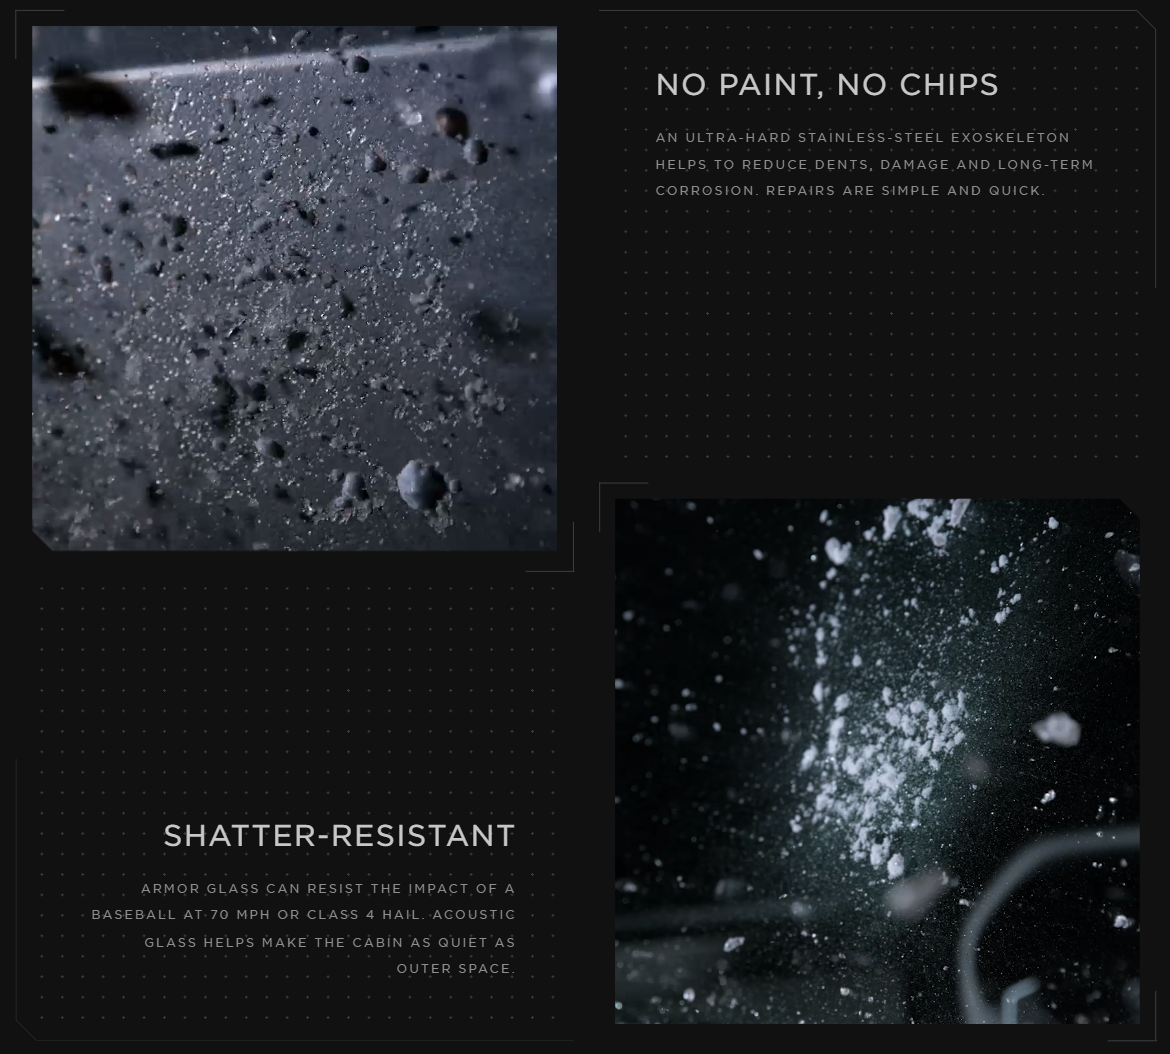 NO PAINT, NO CHIPS
AN ULTRA-HARD STAINLESS-STEEL EXOSKELETON
HELPS TO REDUCE DENTS, DAMAGE AND LONG-TERM
CORROSION. REPAIRS ARE SIMPLE AND QUICK.
SHATTER-RESISTANT
ARMOR GLASS CAN RESIST THE IMPACT OF A
BASEBALL AT 70 MPH OR CLASS 4 HAIL. ACOUSTIC
GLASS HELPS MAKE THE CABIN AS QUIET AS
OUTER SPACE.